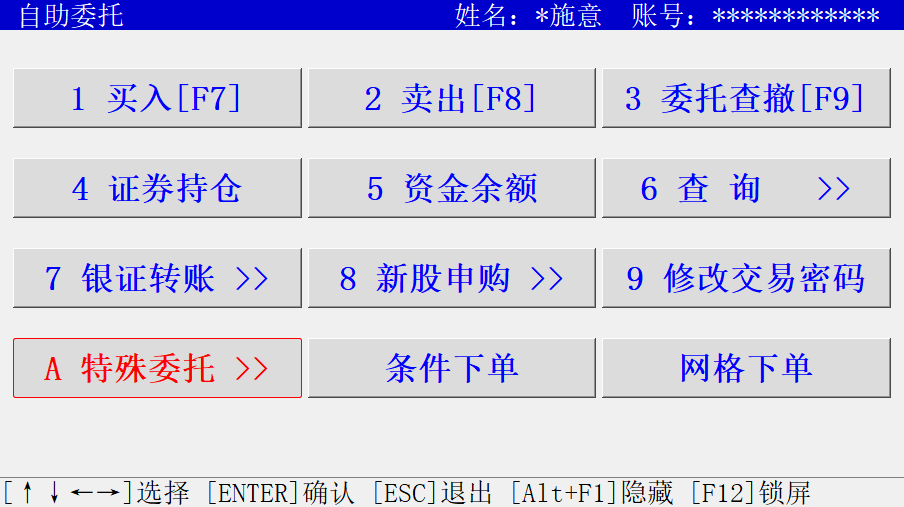 自助委托 姓名：*施意 账号：************
1 买入[F7] 2 卖出[F8] 3 委托查撤[F9]
4 证券持仓 5 资金余额 6 查 询 >>
7 银证转账 >> 8 新股申购 >> 9 修改交易密码
A 特殊委托 >> 条件下单 网格下单
[↑↓←→]选择 [ENTER]确认 [ESC]退出 [Alt+F1]隐藏 [F12]锁屏